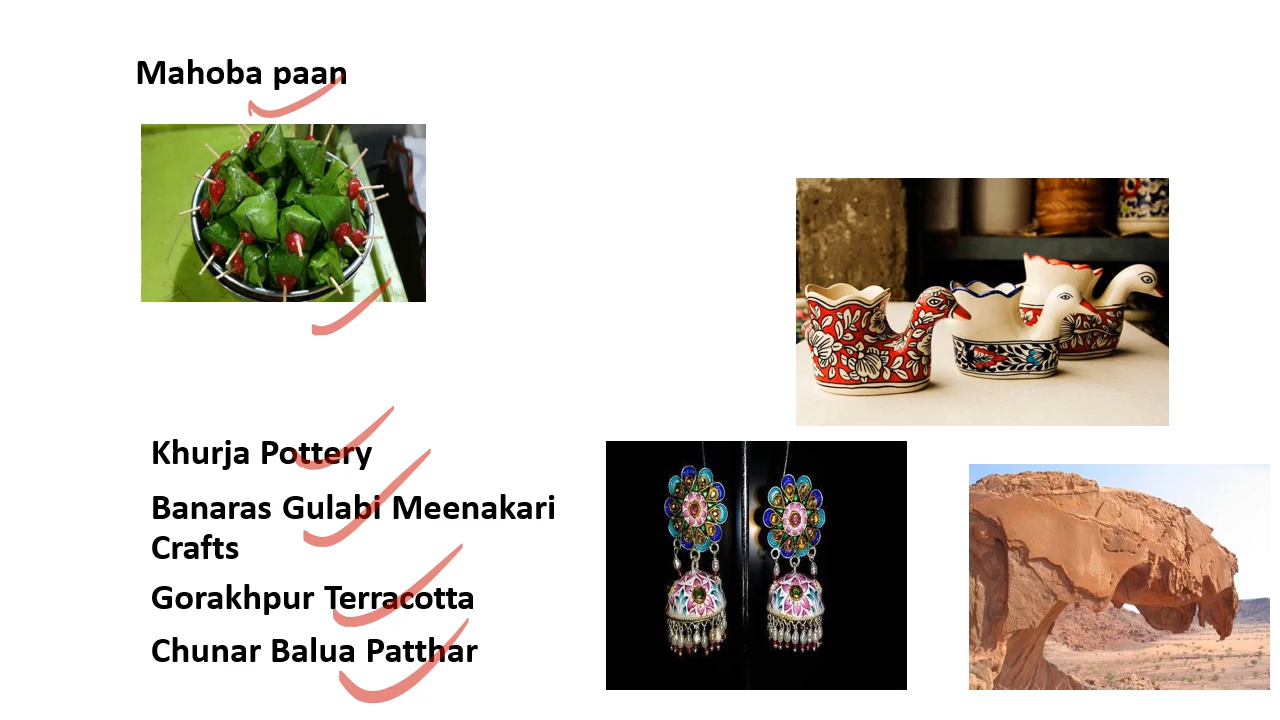 Mahoba paan
Khurja Pottery
Banaras Gulabi Meenakari
Crafts
Gorakhpur Terracotta
Chunar Balua Patthar